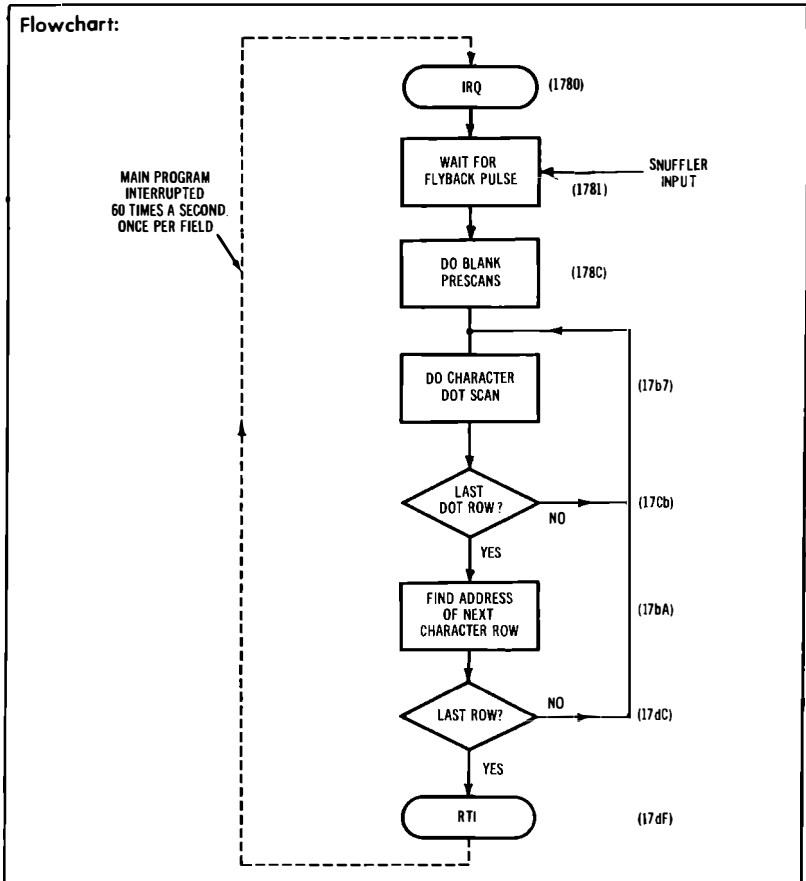 Flowchart:
IRQ
(1780)
WAIT FOR
FLYBACK PULSE
(1781)
SNUFFLER
INPUT
MAIN PROGRAM
INTERRUPTED
60 TIMES A SECOND.
ONCE PER FIELD
DO BLANK
PRESCANS
(178C)
DO CHARACTER
DOT SCAN
(17b7)
LAST
DOT ROW?
NO
(17Cb)
YES
FIND ADDRESS
OF NEXT
CHARACTER ROW
(17bA)
LAST ROW?
NO
(17dC)
YES
RTI
(17dF)